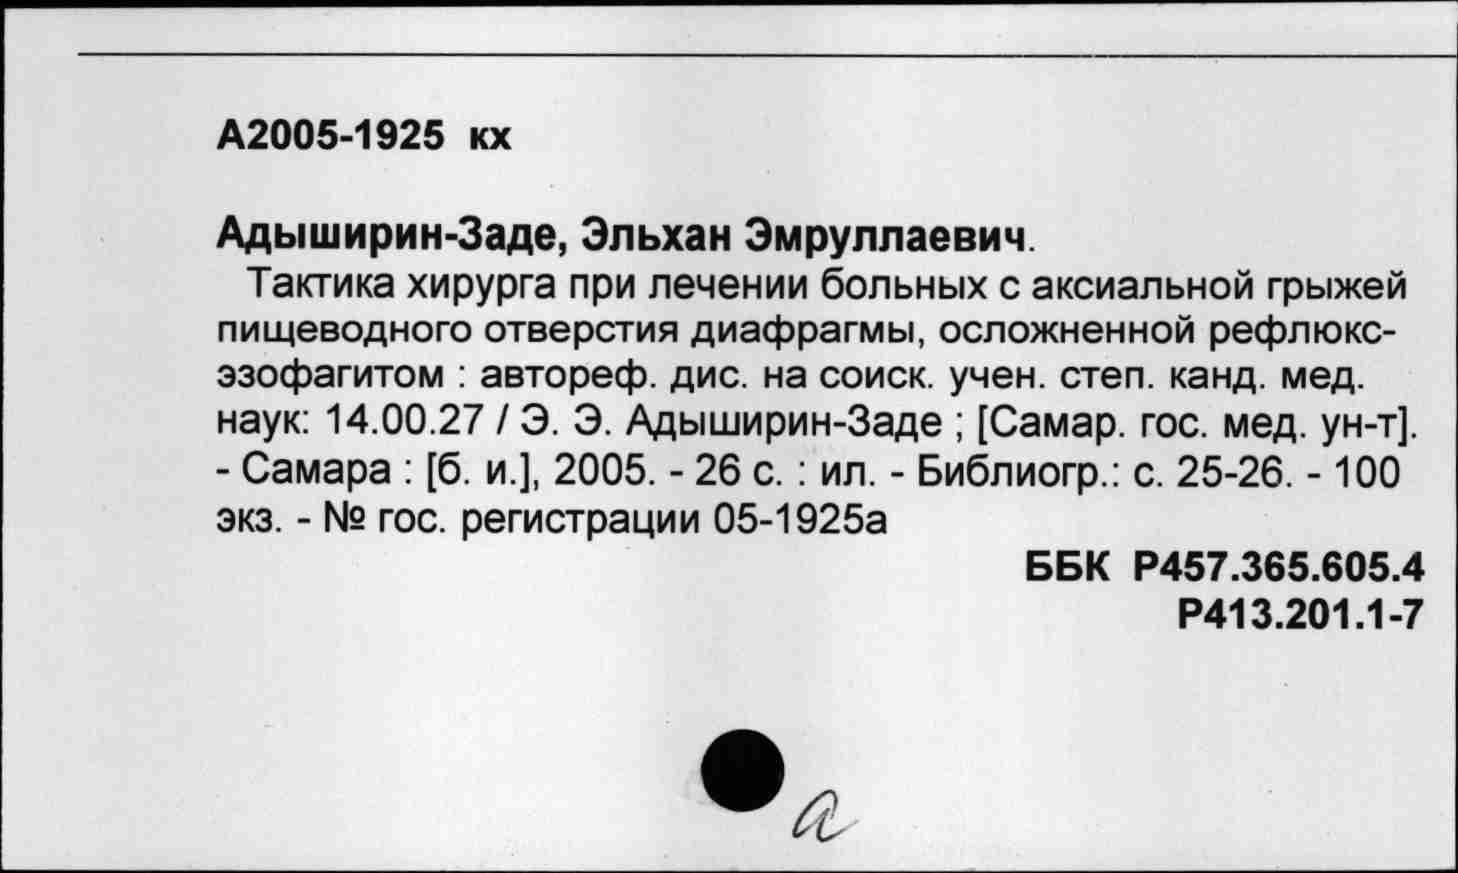 А2005-1925 кх
Адыширин-Заде, Эльхан Эмруллаевич.
Тактика хирурга при лечении больных с аксиальной грыжей
пищеводного отверстия диафрагмы, осложненной рефлюкс-
эзофагитом : автореф. дис. на соиск. учен. степ. канд. мед.
наук: 14.00.27 / Э. Э. Адыширин-Заде ; [Самар. гос. мед. ун-т].
- Самара : [б. и.], 2005. - 26 с. : ил. - Библиогр.: с. 25-26. - 100
экз. - № гос. регистрации 05-1925а
ББК Р457.365.605.4
Р413.201.1-7
а